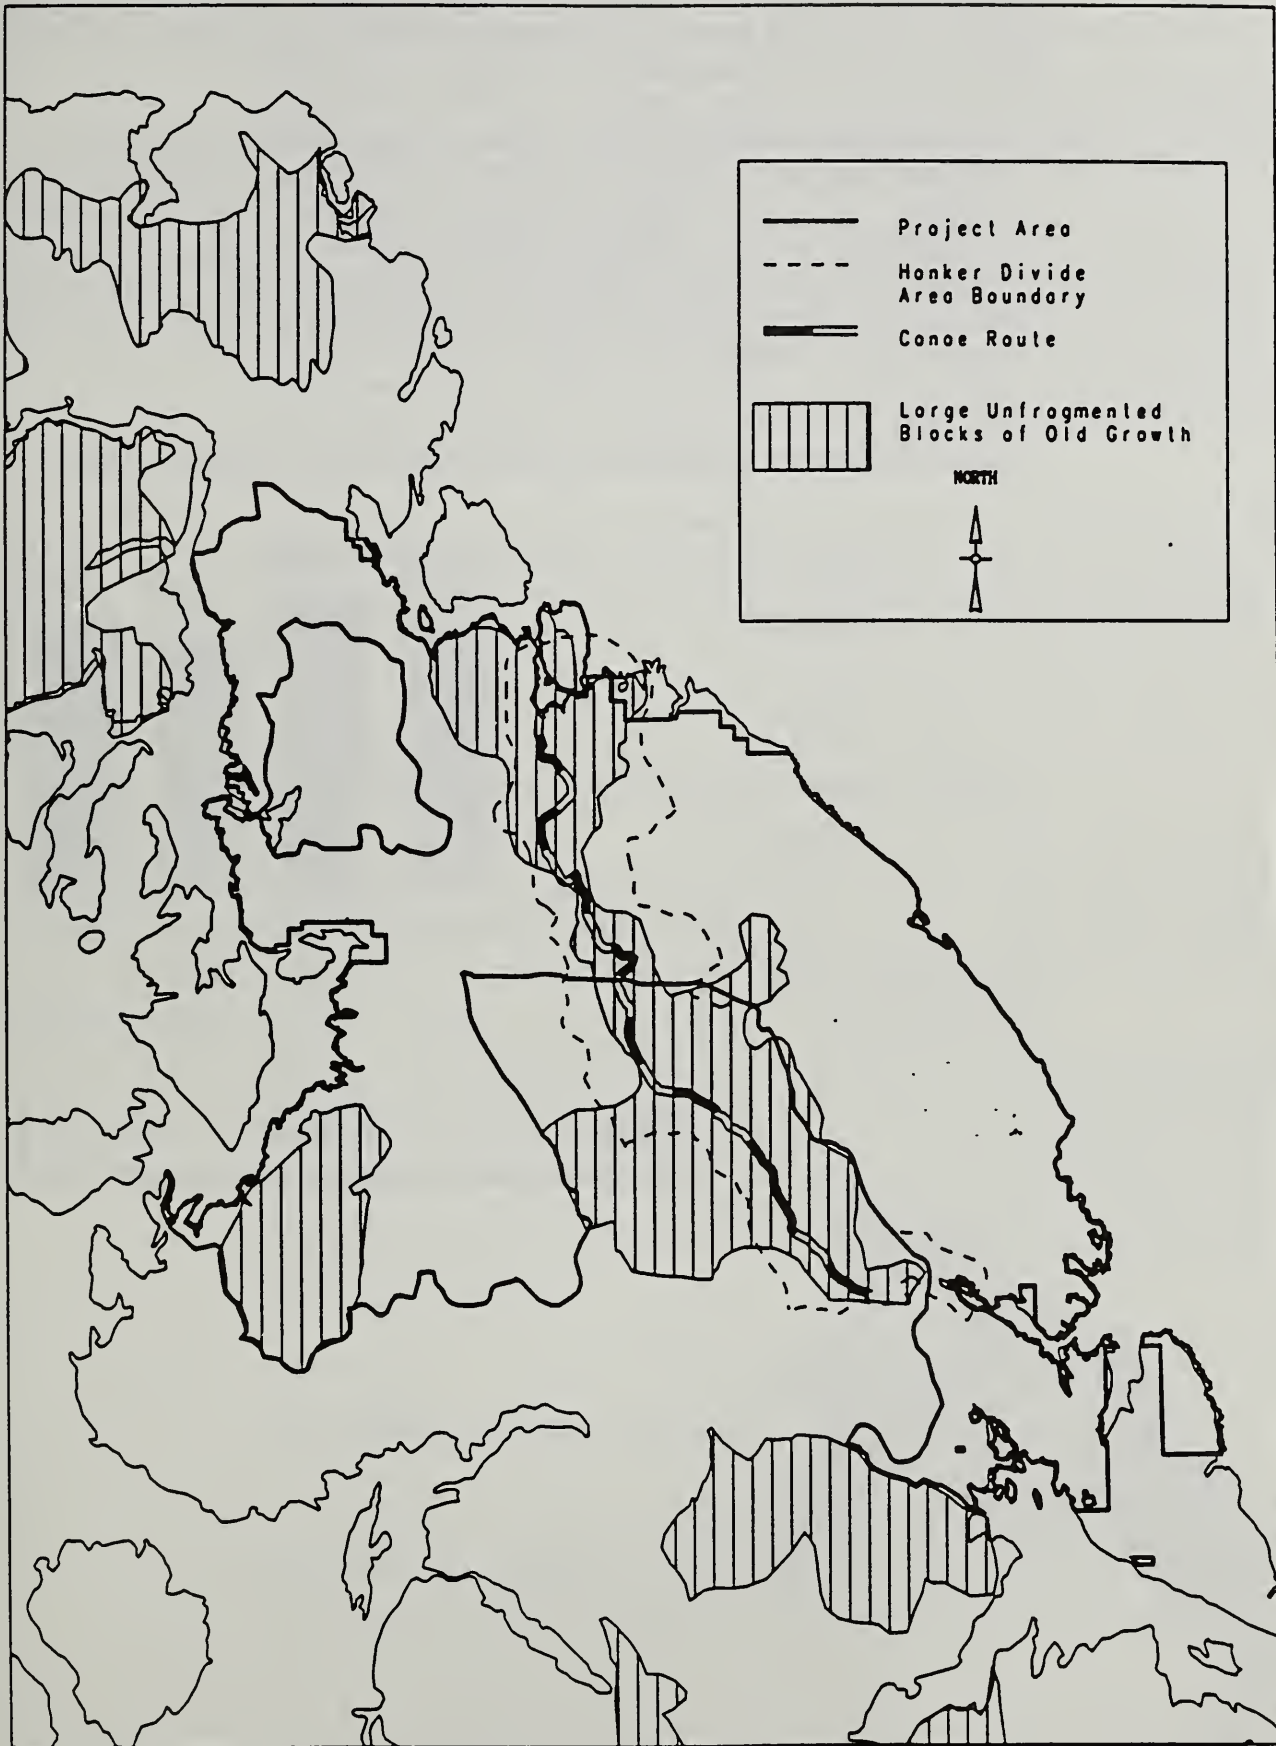 Project Area
Honker Divide
Area Boundary
Canoe Route
Large Unfragmented
Blocks of Old Growth
NORTH